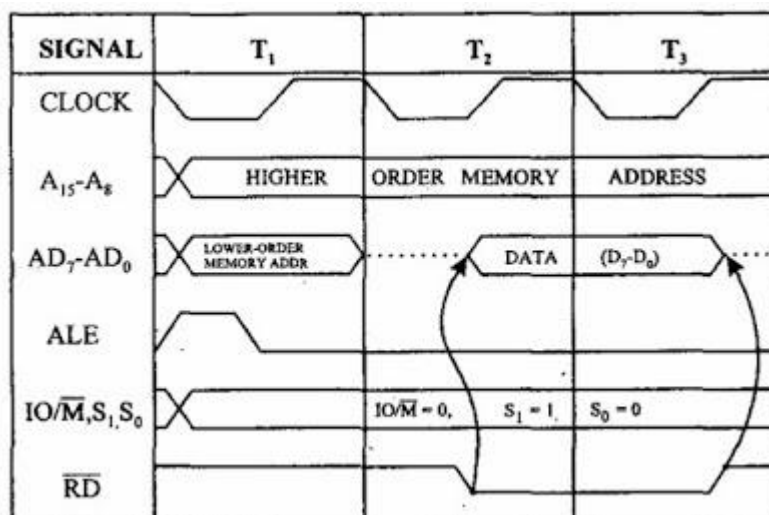 SIGNAL T₁ T₂ T₃
CLOCK
A₁₅-A₈ HIGHER ORDER MEMORY ADDRESS
AD₇-AD₀ LOWER-ORDER MEMORY ADDR DATA (D₇-D₀)
ALE
IO/M̅,S₁,S₀ IO/M̅ = 0, S₁ = 1 S₀ = 0
R̅D̅